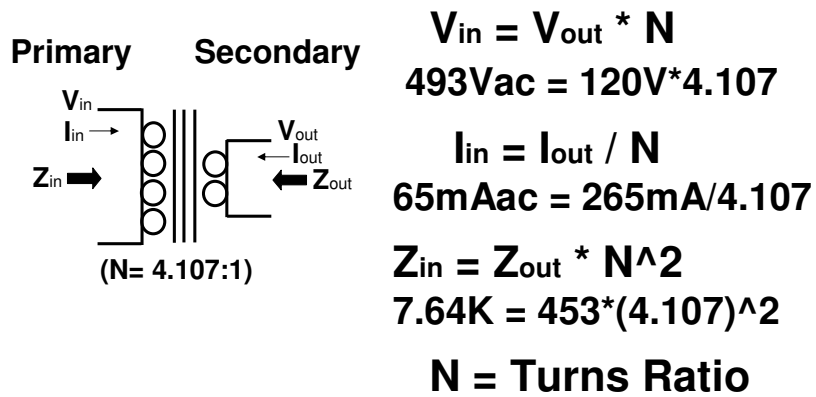 Primary Secondary
Vin
Iin
Zin
Vout
Iout
Zout
(N= 4.107:1)
Vin = Vout * N
493Vac = 120V*4.107
Iin = Iout / N
65mAac = 265mA/4.107
Zin = Zout * N^2
7.64K = 453*(4.107)^2
N = Turns Ratio